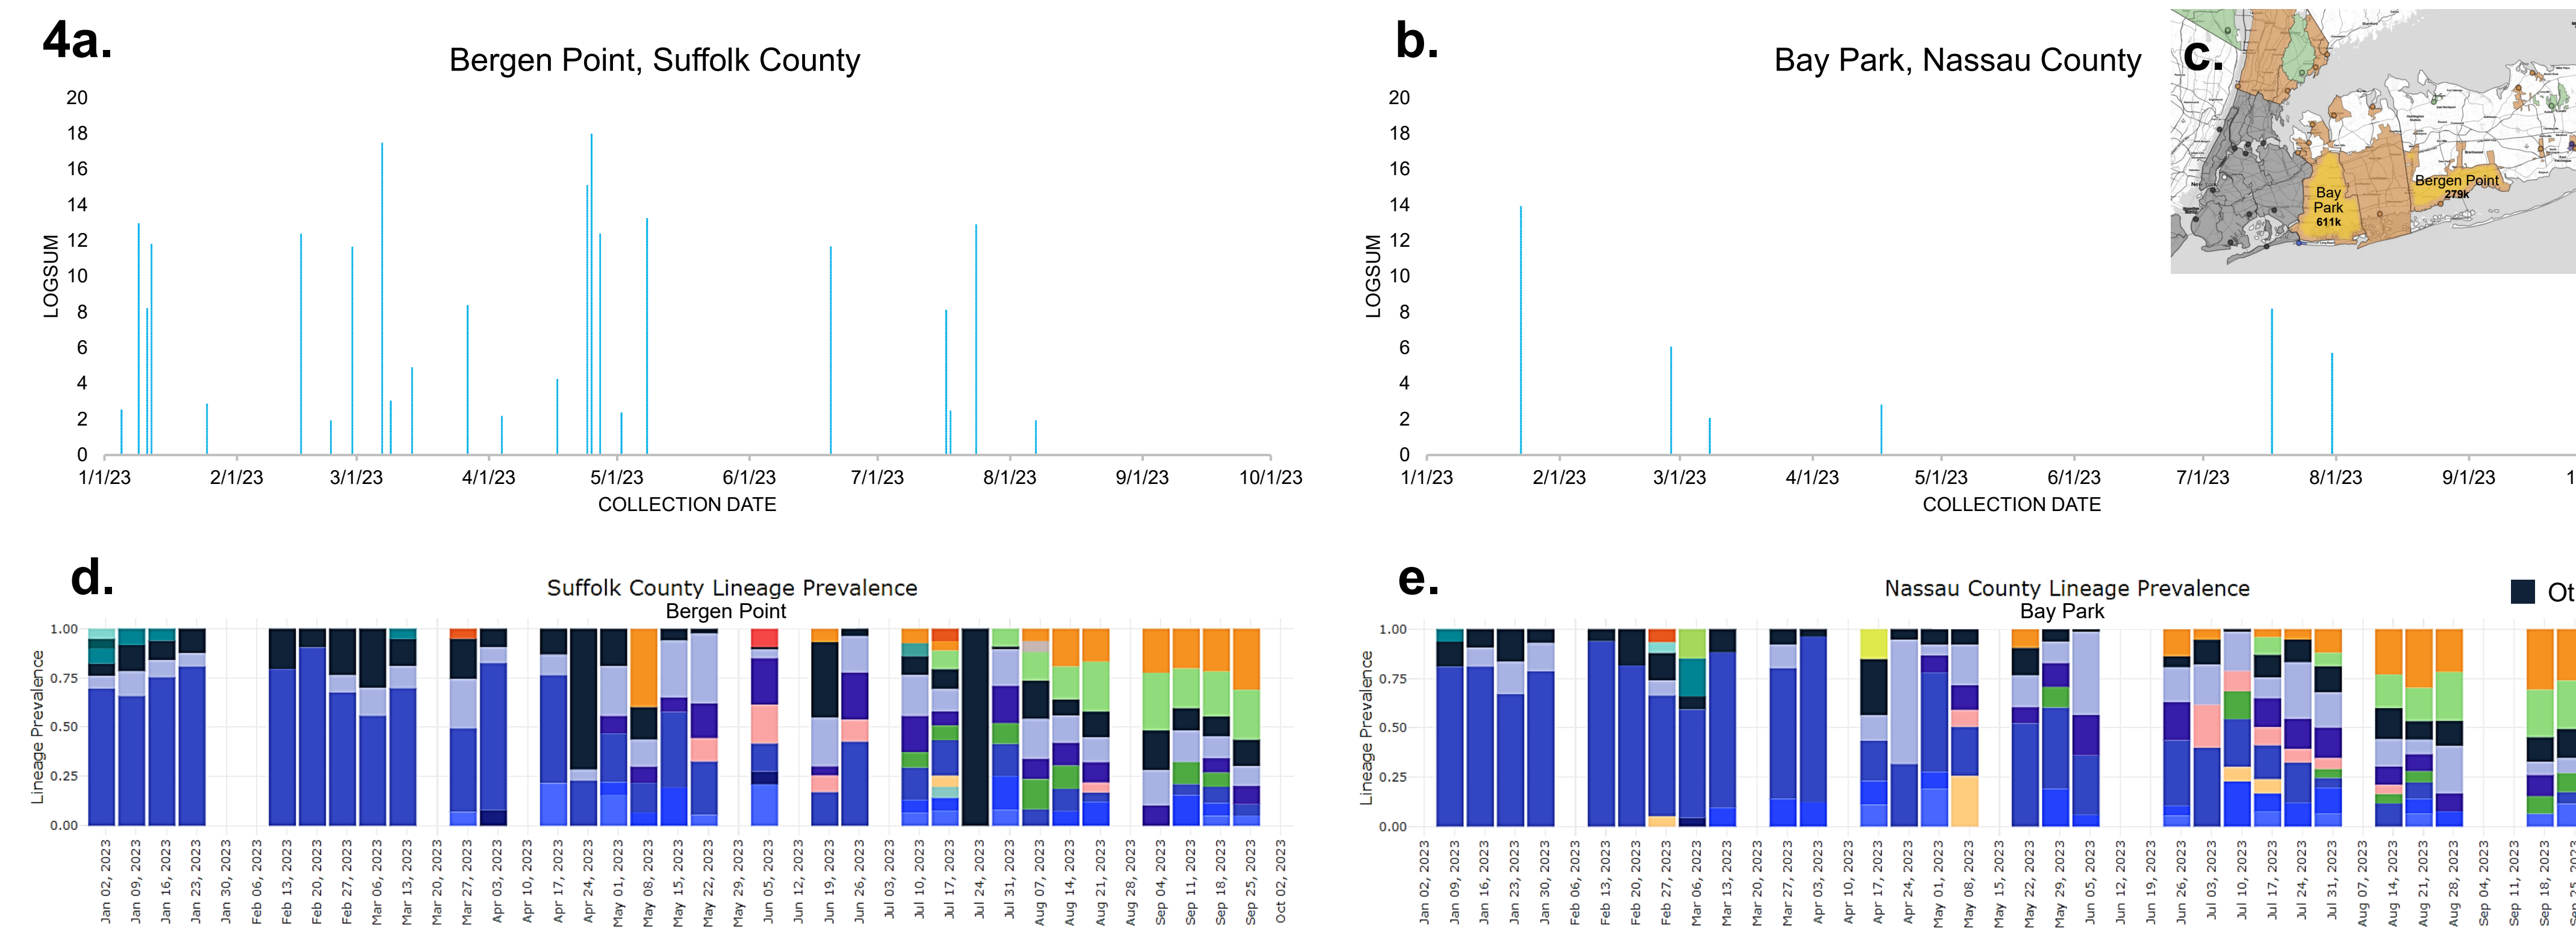 4a.
Bergen Point, Suffolk County
20
18
16
14
12
10
8
6
4
2
0
LOGSUM
1/1/23 2/1/23 3/1/23 4/1/23 5/1/23 6/1/23 7/1/23 8/1/23 9/1/23 10/1/23
COLLECTION DATE
b.
Bay Park, Nassau County
20
18
16
14
12
10
8
6
4
2
0
LOGSUM
1/1/23 2/1/23 3/1/23 4/1/23 5/1/23 6/1/23 7/1/23 8/1/23 9/1/23 1
COLLECTION DATE
c.
Bay
Park
611k
Bergen Point
279k
d.
Suffolk County Lineage Prevalence
Bergen Point
1.00
0.75
0.50
0.25
0.00
Lineage Prevalence
Jan 02, 2023
Jan 09, 2023
Jan 16, 2023
Jan 23, 2023
Jan 30, 2023
Feb 06, 2023
Feb 13, 2023
Feb 20, 2023
Feb 27, 2023
Mar 06, 2023
Mar 13, 2023
Mar 20, 2023
Mar 27, 2023
Apr 03, 2023
Apr 10, 2023
Apr 17, 2023
Apr 24, 2023
May 01, 2023
May 08, 2023
May 15, 2023
May 22, 2023
May 29, 2023
Jun 05, 2023
Jun 12, 2023
Jun 19, 2023
Jun 26, 2023
Jul 03, 2023
Jul 10, 2023
Jul 17, 2023
Jul 24, 2023
Jul 31, 2023
Aug 07, 2023
Aug 14, 2023
Aug 21, 2023
Aug 28, 2023
Sep 04, 2023
Sep 11, 2023
Sep 18, 2023
Sep 25, 2023
Oct 02, 2023
e.
Nassau County Lineage Prevalence
Bay Park
Ot
1.00
0.75
0.50
0.25
0.00
Lineage Prevalence
Jan 02, 2023
Jan 09, 2023
Jan 16, 2023
Jan 23, 2023
Jan 30, 2023
Feb 06, 2023
Feb 13, 2023
Feb 20, 2023
Feb 27, 2023
Mar 06, 2023
Mar 13, 2023
Mar 20, 2023
Mar 27, 2023
Apr 03, 2023
Apr 10, 2023
Apr 17, 2023
Apr 24, 2023
May 01, 2023
May 08, 2023
May 15, 2023
May 22, 2023
May 29, 2023
Jun 05, 2023
Jun 12, 2023
Jun 19, 2023
Jun 26, 2023
Jul 03, 2023
Jul 10, 2023
Jul 17, 2023
Jul 24, 2023
Jul 31, 2023
Aug 07, 2023
Aug 14, 2023
Aug 21, 2023
Aug 28, 2023
Sep 04, 2023
Sep 11, 2023
Sep 18, 2023
Sep 25, 2023